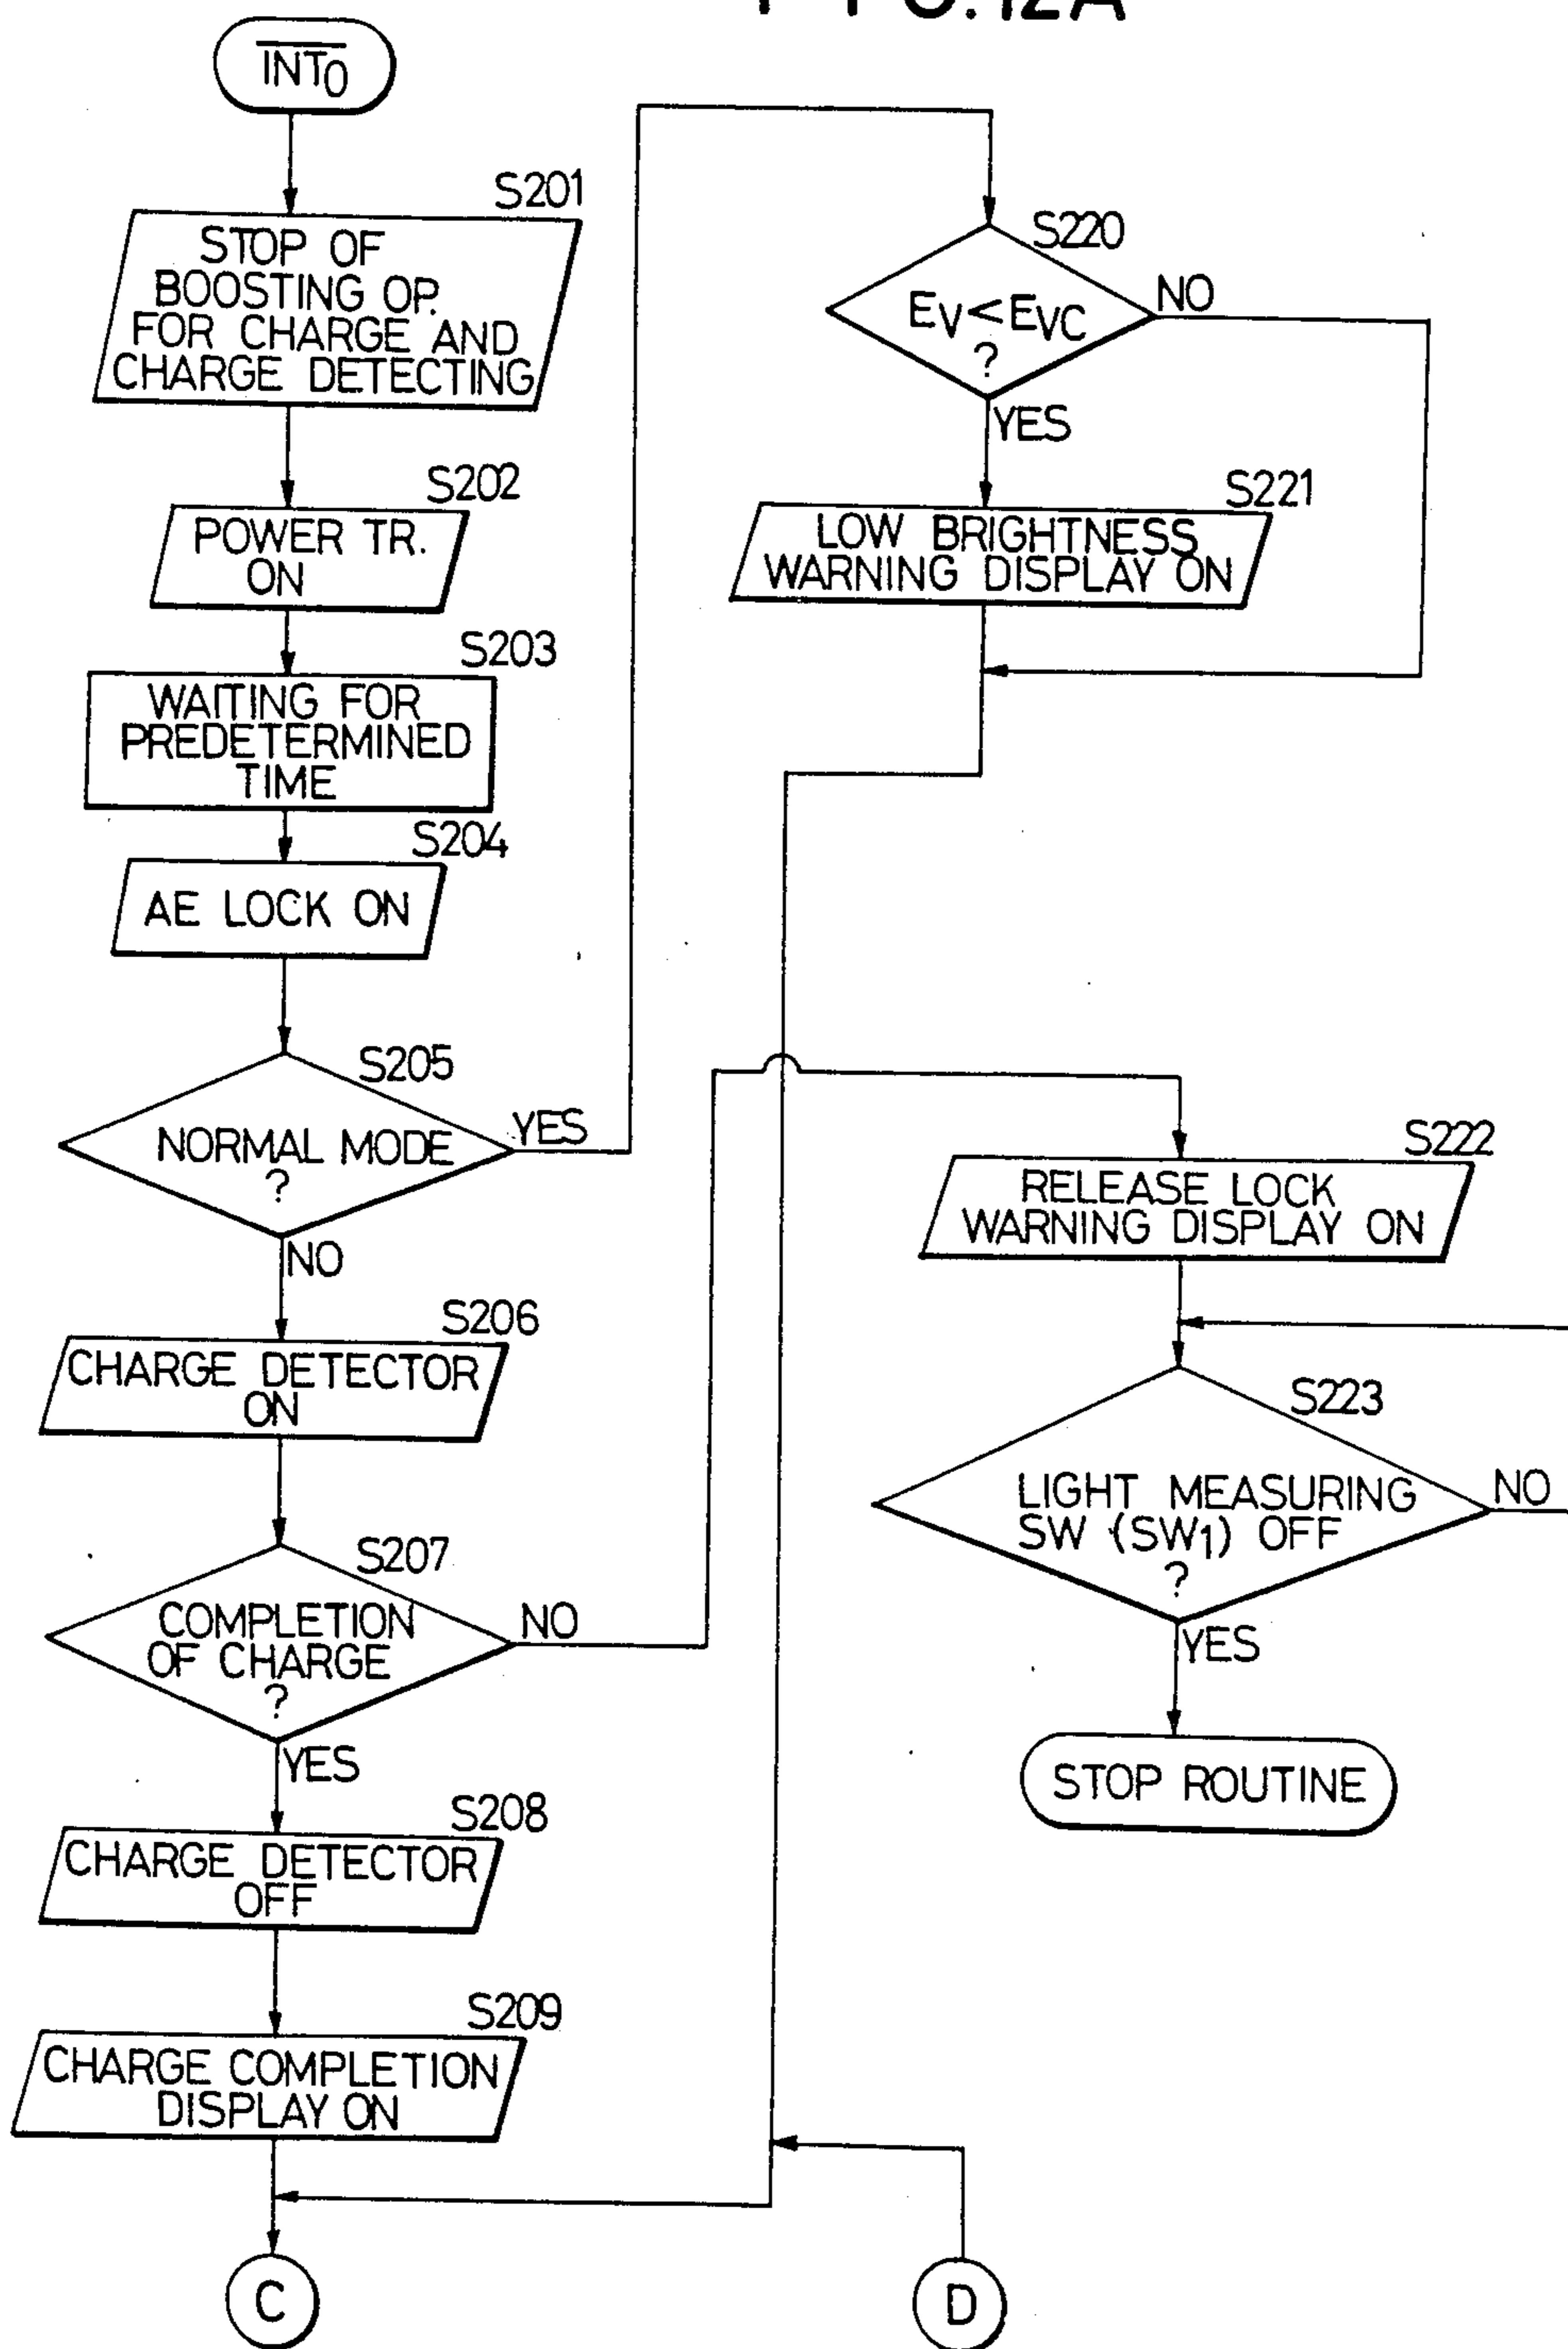 FIG. 12A
INT0
S201
STOP OF
BOOSTING OP.
FOR CHARGE AND
CHARGE DETECTING
S202
POWER TR.
ON
S203
WAITING FOR
PREDETERMINED
TIME
S204
AE LOCK ON
S205
NORMAL MODE
?
YES
NO
S206
CHARGE DETECTOR
ON
S207
COMPLETION
OF CHARGE
?
NO
YES
S208
CHARGE DETECTOR
OFF
S209
CHARGE COMPLETION
DISPLAY ON
C
S220
EV<EVC
?
NO
YES
S221
LOW BRIGHTNESS
WARNING DISPLAY ON
S222
RELEASE LOCK
WARNING DISPLAY ON
S223
LIGHT MEASURING
SW (SW1) OFF
?
NO
YES
STOP ROUTINE
D